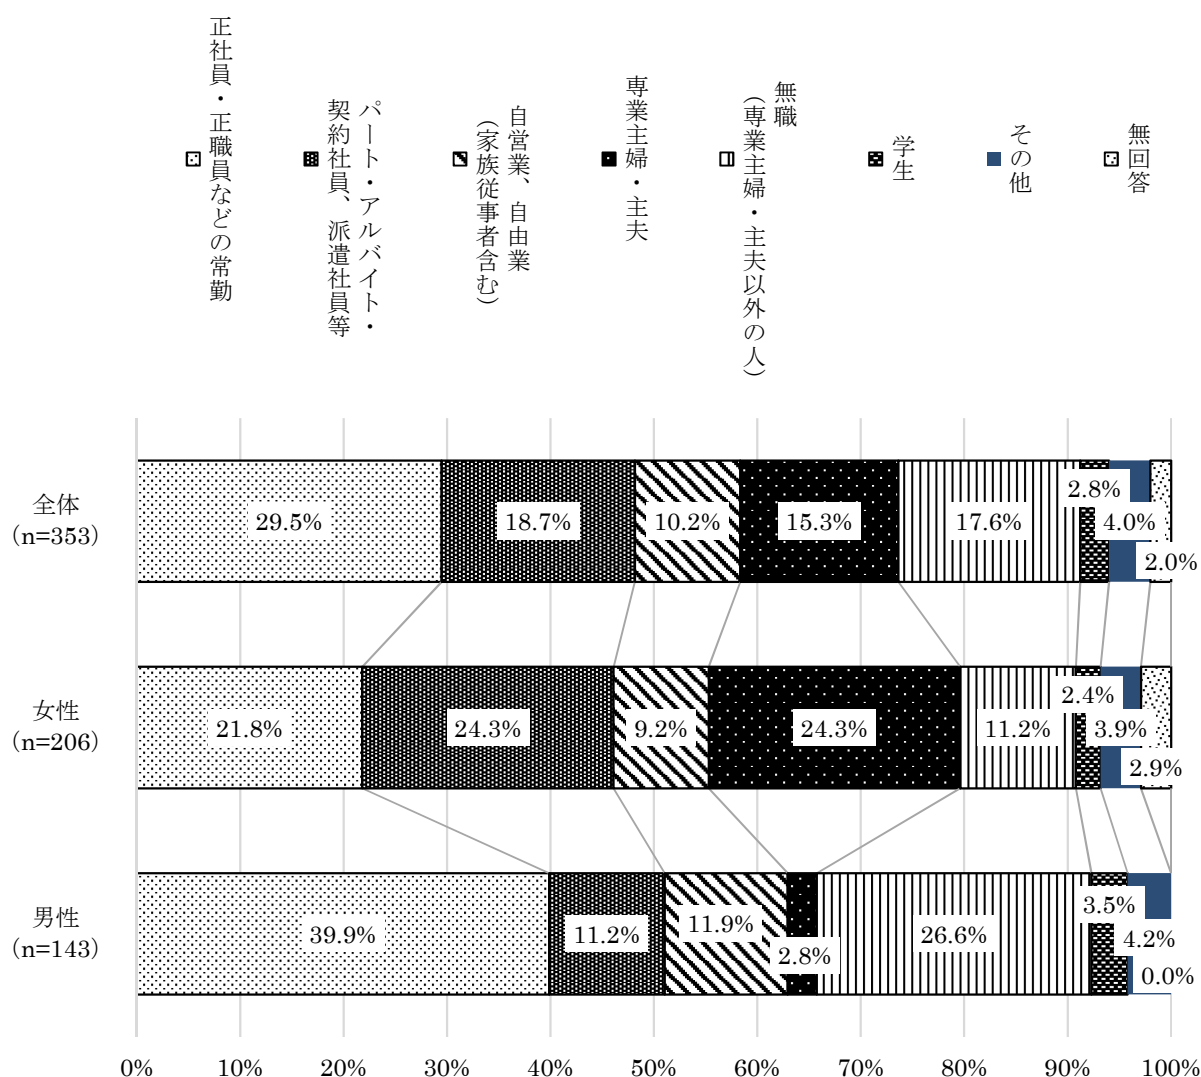 正社員・正職員などの常勤
パート・アルバイト・
契約社員、派遣社員等
自営業、自由業
（家族従事者含む）
専業主婦・主夫
無職
（専業主婦・主夫以外の人）
学生
その他
無回答
全体
（n=353）
29.5%
18.7%
10.2%
15.3%
17.6%
2.8%
4.0%
2.0%
女性
（n=206）
21.8%
24.3%
9.2%
24.3%
11.2%
2.4%
3.9%
2.9%
男性
（n=143）
39.9%
11.2%
11.9%
2.8%
26.6%
3.5%
4.2%
0.0%
0% 10% 20% 30% 40% 50% 60% 70% 80% 90% 100%